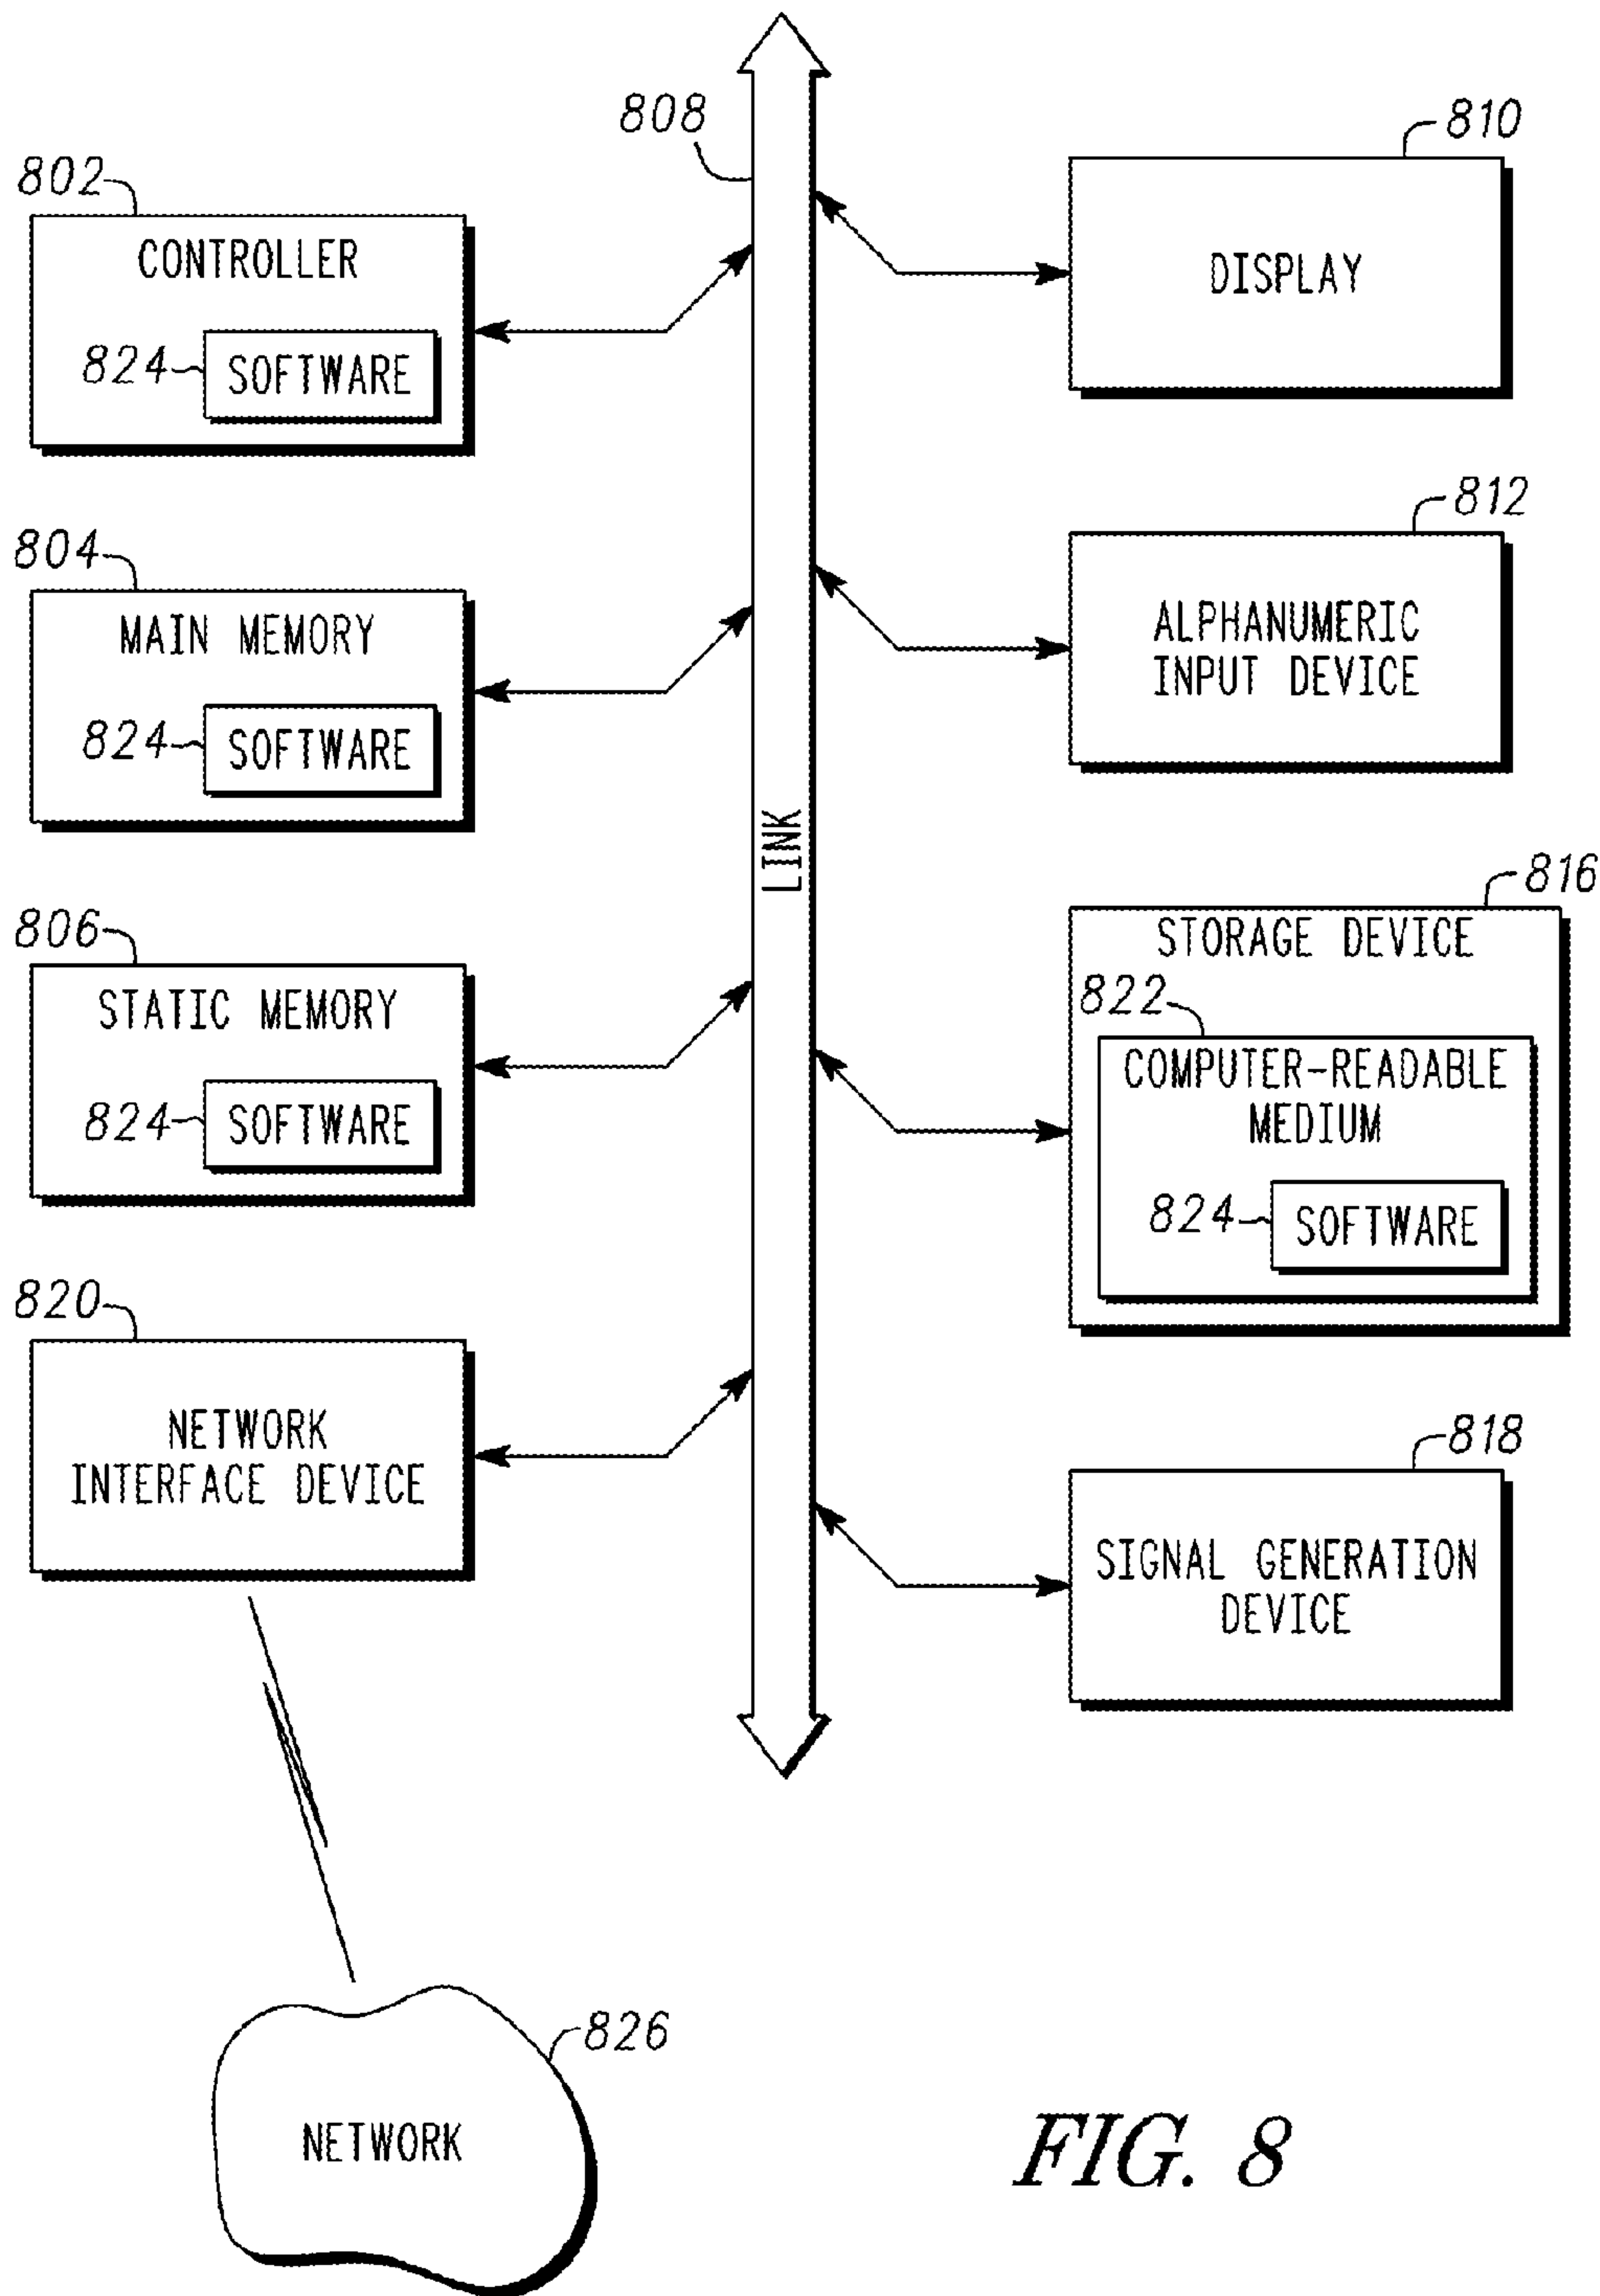 808
810
802
CONTROLLER
DISPLAY
824
SOFTWARE
812
804
MAIN MEMORY
ALPHANUMERIC
INPUT DEVICE
824
SOFTWARE
LINK
816
806
STORAGE DEVICE
STATIC MEMORY
822
COMPUTER-READABLE
MEDIUM
824
SOFTWARE
824
SOFTWARE
820
NETWORK
INTERFACE DEVICE
818
SIGNAL GENERATION
DEVICE
826
NETWORK
FIG. 8